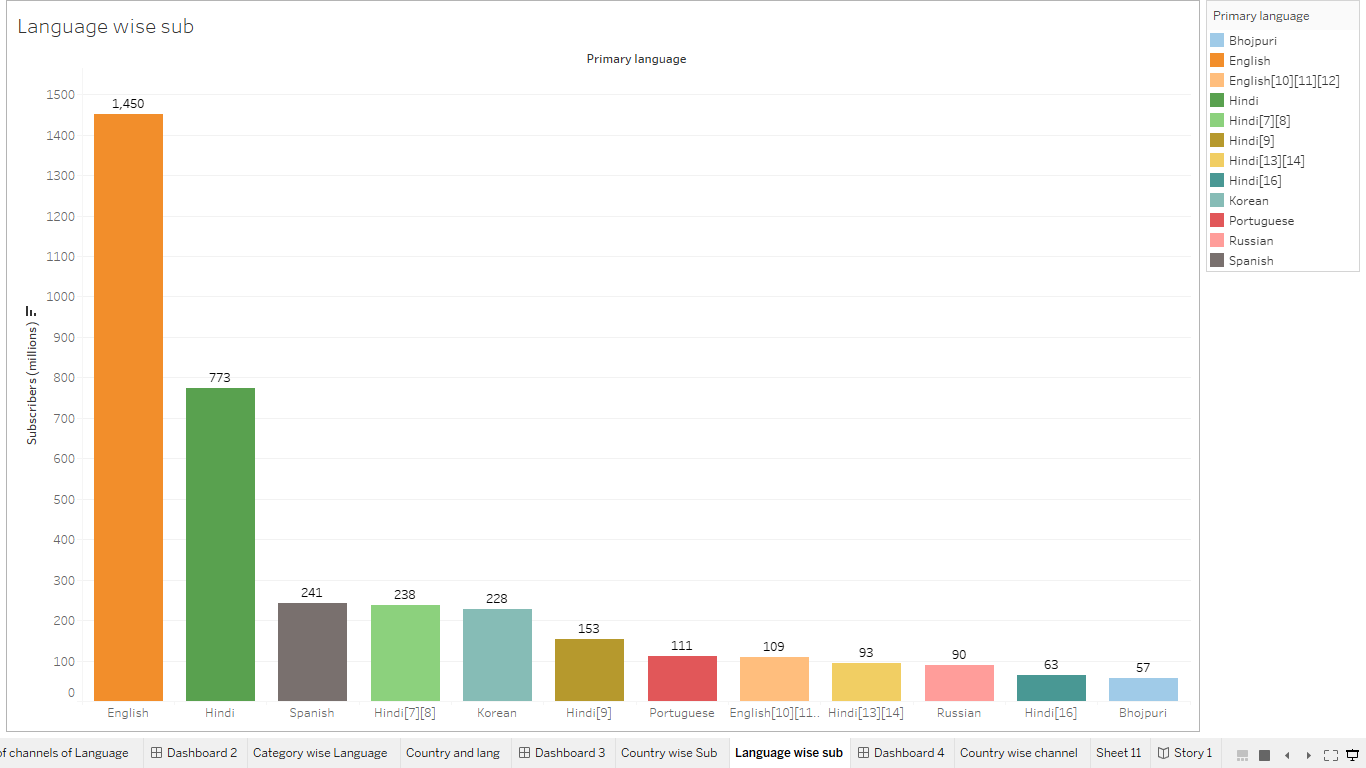 Language wise sub
Primary language
Primary language
Bhojpuri
English
English[10][11][12]
Hindi
Hindi[7][8]
Hindi[9]
Hindi[13][14]
Hindi[16]
Korean
Portuguese
Russian
Spanish
Subscribers (millions)
1500
1400
1300
1200
1100
1000
900
800
700
600
500
400
300
200
100
0
1,450
773
241
238
228
153
111
109
93
90
63
57
English Hindi Spanish Hindi[7][8] Korean Hindi[9] Portuguese English[10][11.. Hindi[13][14] Russian Hindi[16] Bhojpuri
of channels of Language Dashboard 2 Category wise Language Country and lang Dashboard 3 Country wise Sub Language wise sub Dashboard 4 Country wise channel Sheet 11 Story 1